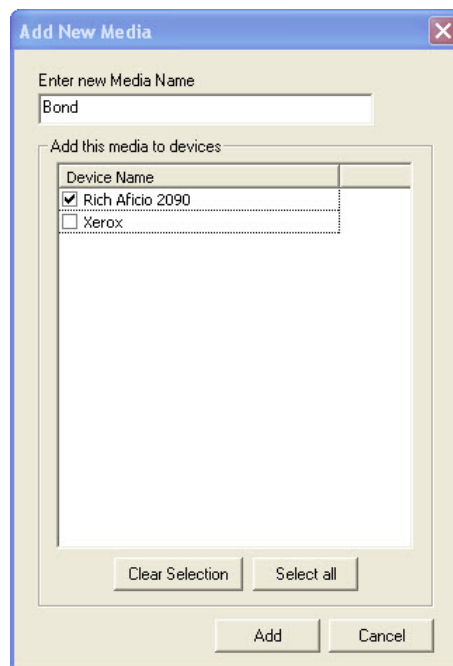 Add New Media
Enter new Media Name
Bond
Add this media to devices
Device Name
Rich Aficio 2090
Xerox
Clear Selection Select all
Add Cancel